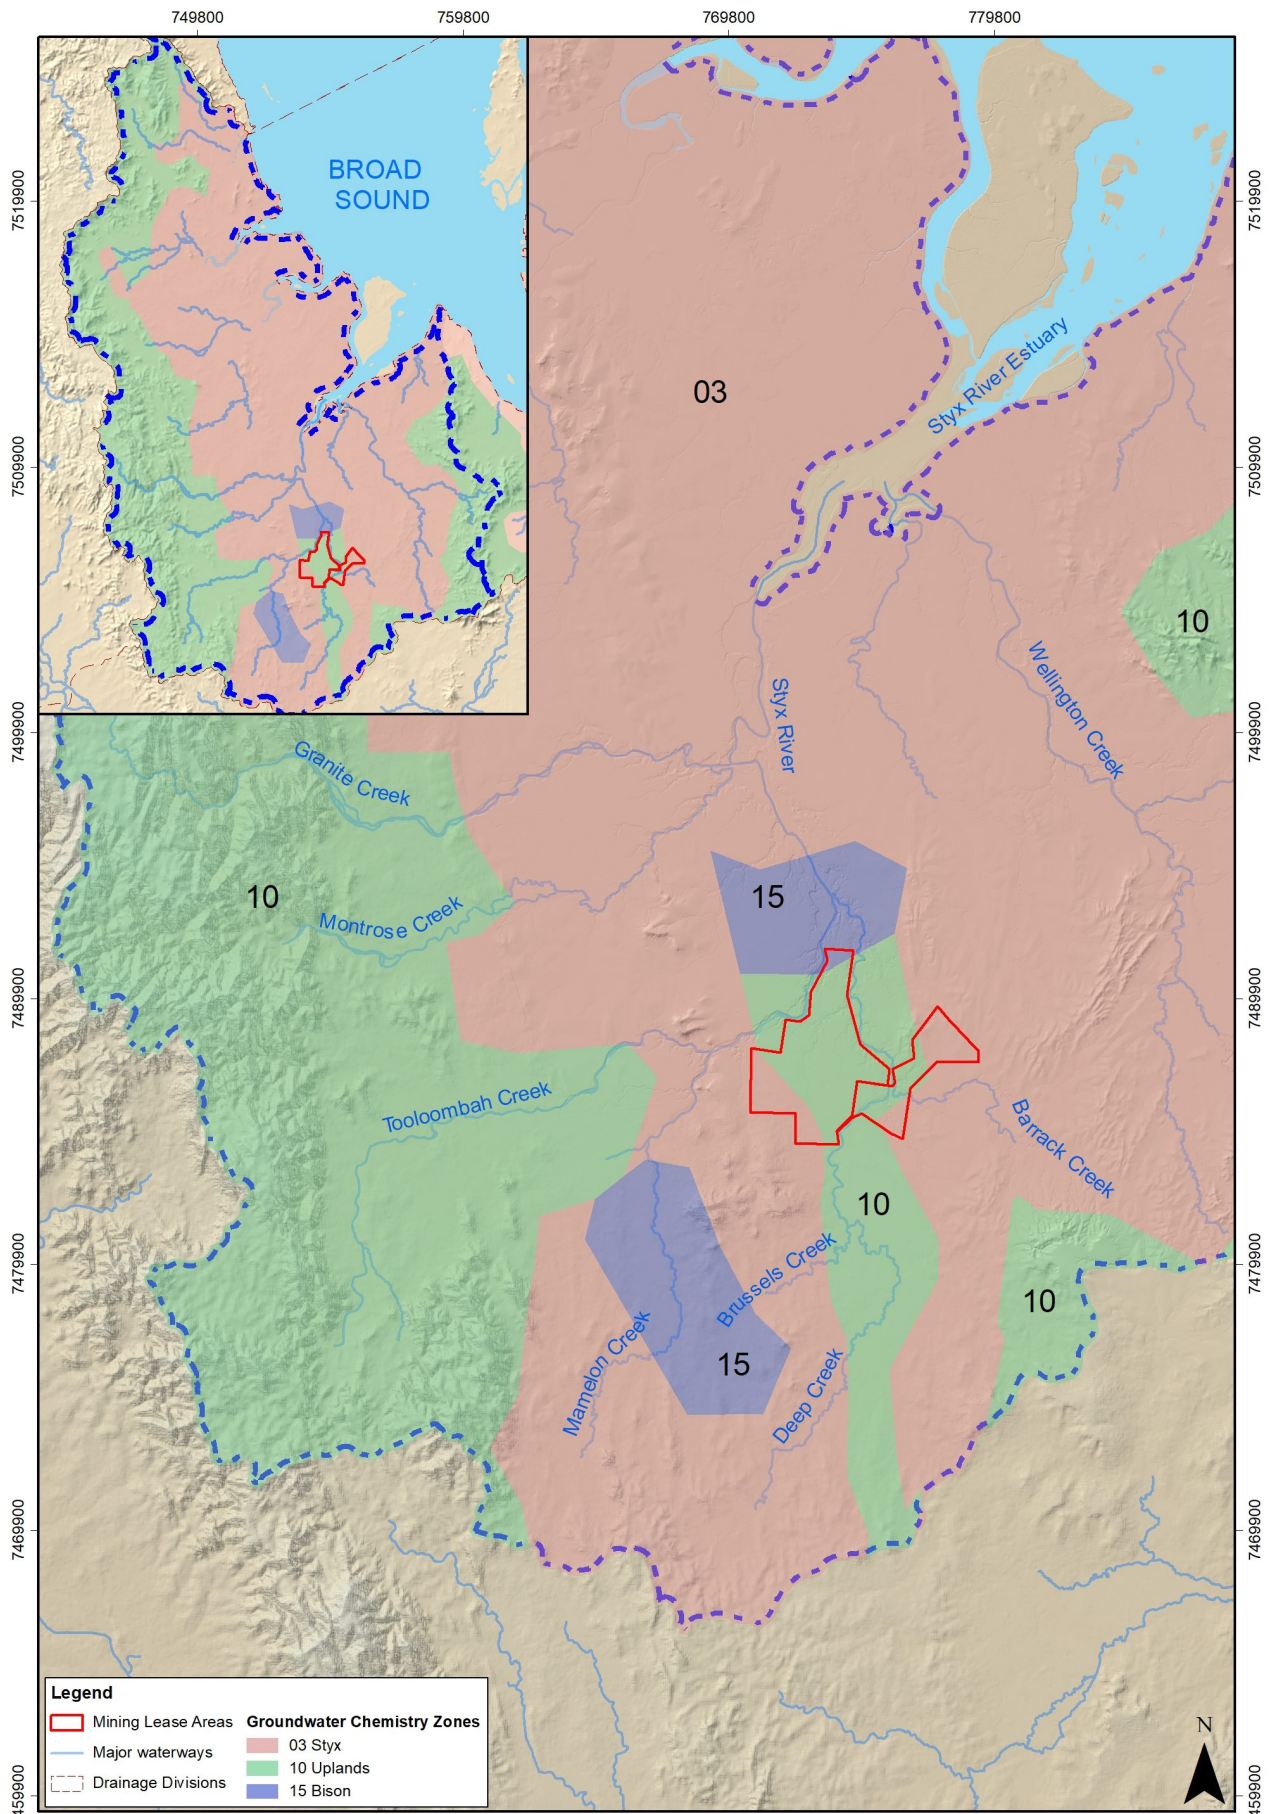 749800
759800
769800
779800
7519900
7519900
BROAD
SOUND
03
Styx River Estuary
7509900
7509900
10
Wellington Creek
Styx River
7499900
7499900
Granite Creek
10
15
Montrose Creek
7489900
7489900
Tooloombah Creek
Barrack Creek
10
7479900
7479900
Brussels Creek
10
Mamelon Creek
15
Deep Creek
7469900
7469900
Legend
Mining Lease Areas
Major waterways
Drainage Divisions
Groundwater Chemistry Zones
03 Styx
10 Uplands
15 Bison
N
459900
459900